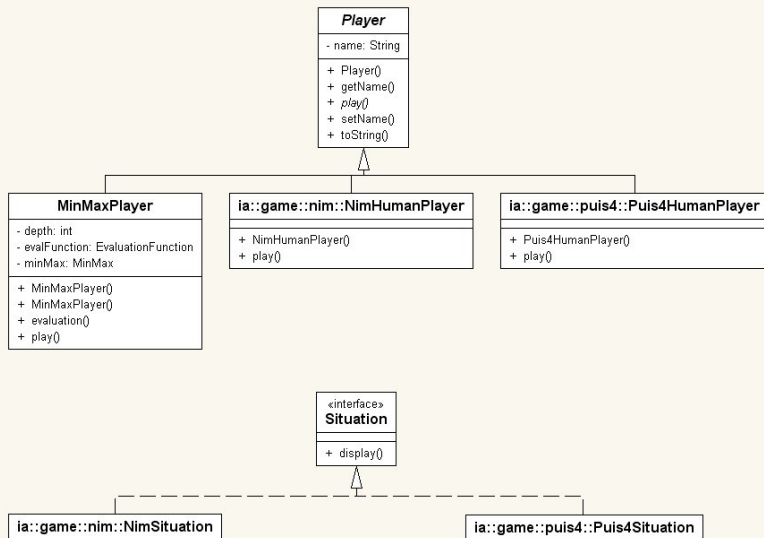 Player
- name: String
+ Player()
+ getName()
+ play()
+ setName()
+ toString()
MinMaxPlayer
- depth: int
- evalFunction: EvaluationFunction
- minMax: MinMax
+ MinMaxPlayer()
+ MinMaxPlayer()
+ evaluation()
+ play()
ia::game::nim::NimHumanPlayer
+ NimHumanPlayer()
+ play()
ia::game::puis4::Puis4HumanPlayer
+ Puis4HumanPlayer()
+ play()
«interface»
Situation
+ display()
ia::game::nim::NimSituation
ia::game::puis4::Puis4Situation